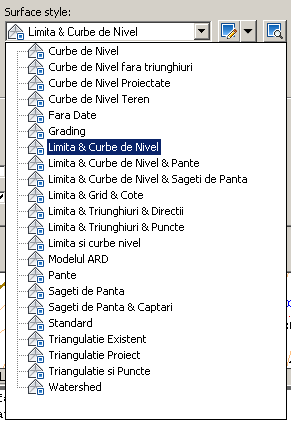 Surface style:
Limita & Curbe de Nivel
Curbe de Nivel
Curbe de Nivel fara triunghiuri
Curbe de Nivel Proiectate
Curbe de Nivel Teren
Fara Date
Grading
Limita & Curbe de Nivel
Limita & Curbe de Nivel & Pante
Limita & Curbe de Nivel & Sageti de Panta
Limita & Grid & Cote
Limita & Triunghiuri & Directii
Limita & Triunghiuri & Puncte
Limita si curbe nivel
Modelul ARD
Pante
Sageti de Panta
Sageti de Panta & Captari
Standard
Triangulatie Existent
Triangulatie Proiect
Triangulatie si Puncte
Watershed